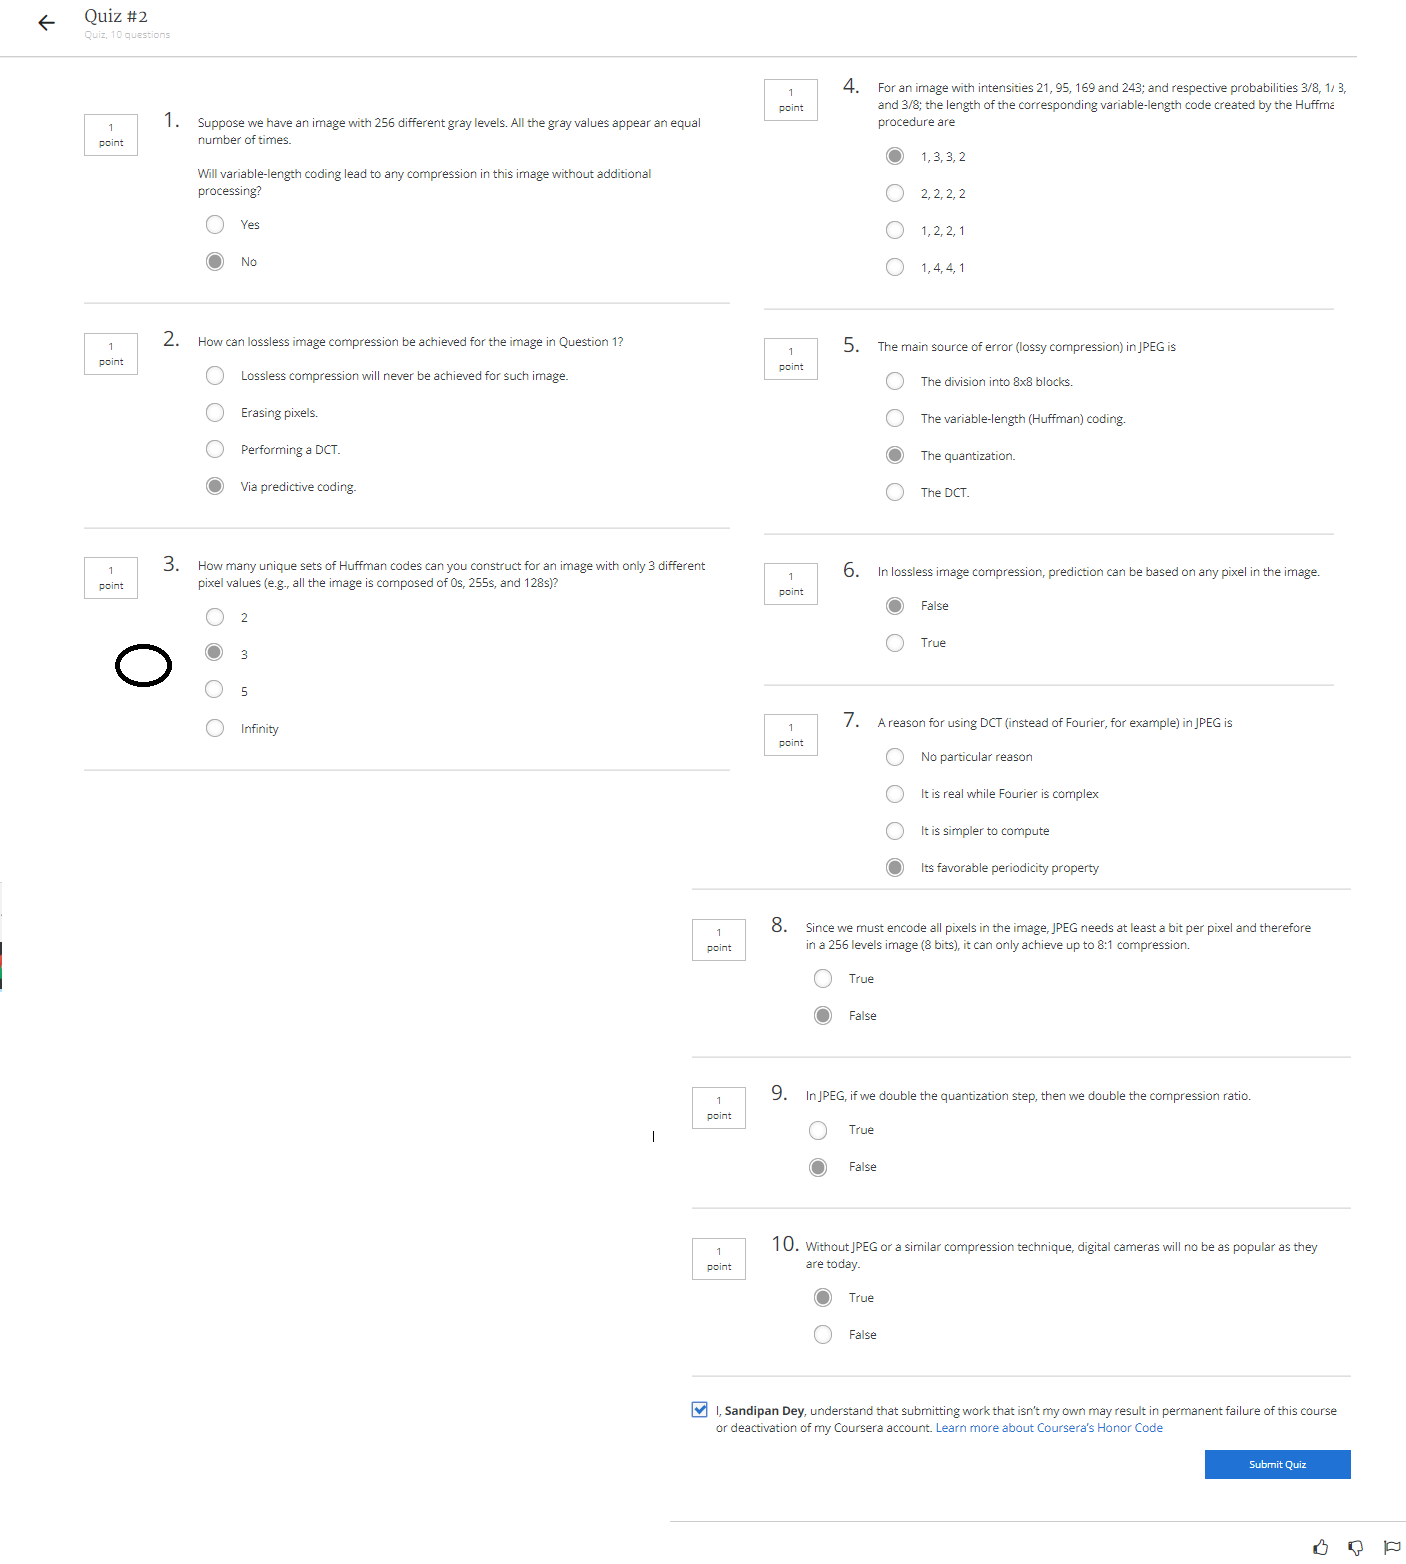 Quiz #2
Quiz, 10 questions
1
point
1.
Suppose we have an image with 256 different gray levels. All the gray values appear an equal
number of times.
Will variable-length coding lead to any compression in this image without additional
processing?
Yes
No
1
point
2.
How can lossless image compression be achieved for the image in Question 1?
Lossless compression will never be achieved for such image.
Erasing pixels.
Performing a DCT.
Via predictive coding.
1
point
3.
How many unique sets of Huffman codes can you construct for an image with only 3 different
pixel values (e.g., all the image is composed of 0s, 255s, and 128s)?
2
3
5
Infinity
1
point
4.
For an image with intensities 21, 95, 169 and 243; and respective probabilities 3/8, 1/ 3,
and 3/8; the length of the corresponding variable-length code created by the Huffma
procedure are
1, 3, 3, 2
2, 2, 2, 2
1, 2, 2, 1
1, 4, 4, 1
1
point
5.
The main source of error (lossy compression) in JPEG is
The division into 8x8 blocks.
The variable-length (Huffman) coding.
The quantization.
The DCT.
1
point
6.
In lossless image compression, prediction can be based on any pixel in the image.
False
True
1
point
7.
A reason for using DCT (instead of Fourier, for example) in JPEG is
No particular reason
It is real while Fourier is complex
It is simpler to compute
Its favorable periodicity property
1
point
8.
Since we must encode all pixels in the image, JPEG needs at least a bit per pixel and therefore
in a 256 levels image (8 bits), it can only achieve up to 8:1 compression.
True
False
1
point
9.
In JPEG, if we double the quantization step, then we double the compression ratio.
True
False
1
point
10.
Without JPEG or a similar compression technique, digital cameras will no be as popular as they
are today.
True
False
I, Sandipan Dey, understand that submitting work that isn't my own may result in permanent failure of this course
or deactivation of my Coursera account. Learn more about Coursera's Honor Code
Submit Quiz